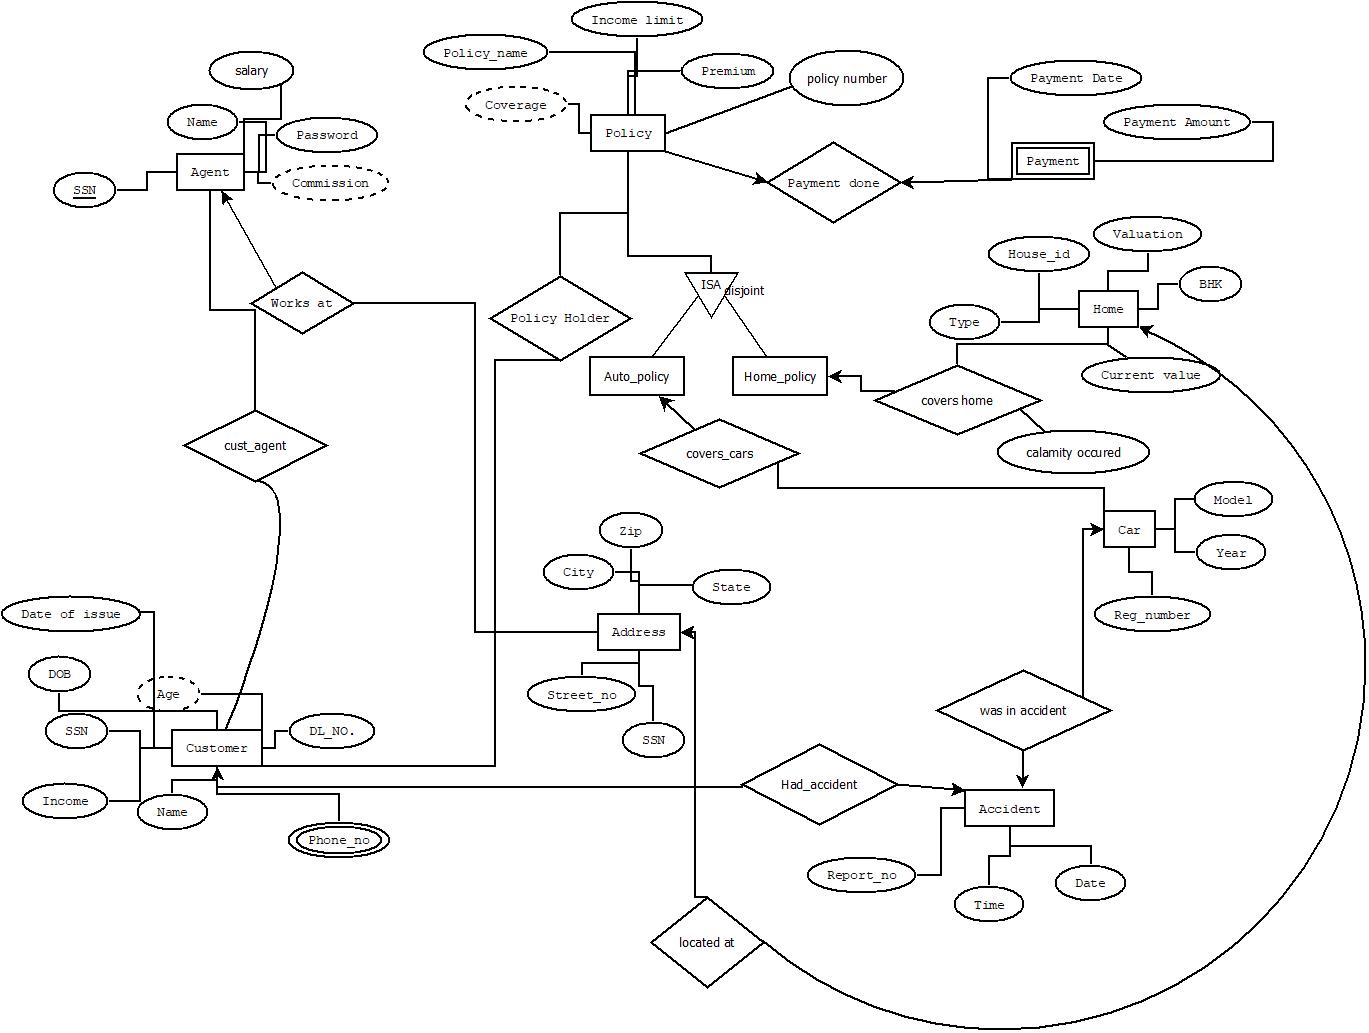 Income limit
Policy_name
salary
Premium
policy number
Payment Date
Coverage
Name
Payment Amount
Password
Policy
Payment
Agent
Commission
Payment done
SSN
Valuation
House_id
ISA
disjoint
BHK
Works at
Home
Policy Holder
Type
Auto_policy
Home_policy
Current value
covers home
cust_agent
covers_cars
calamity occured
Model
Zip
Car
Year
City
State
Date of issue
Reg_number
Address
DOB
Age
Street_no
was in accident
SSN
DL_NO.
SSN
Customer
Had_accident
Income
Name
Accident
Phone_no
Report_no
Date
Time
located at